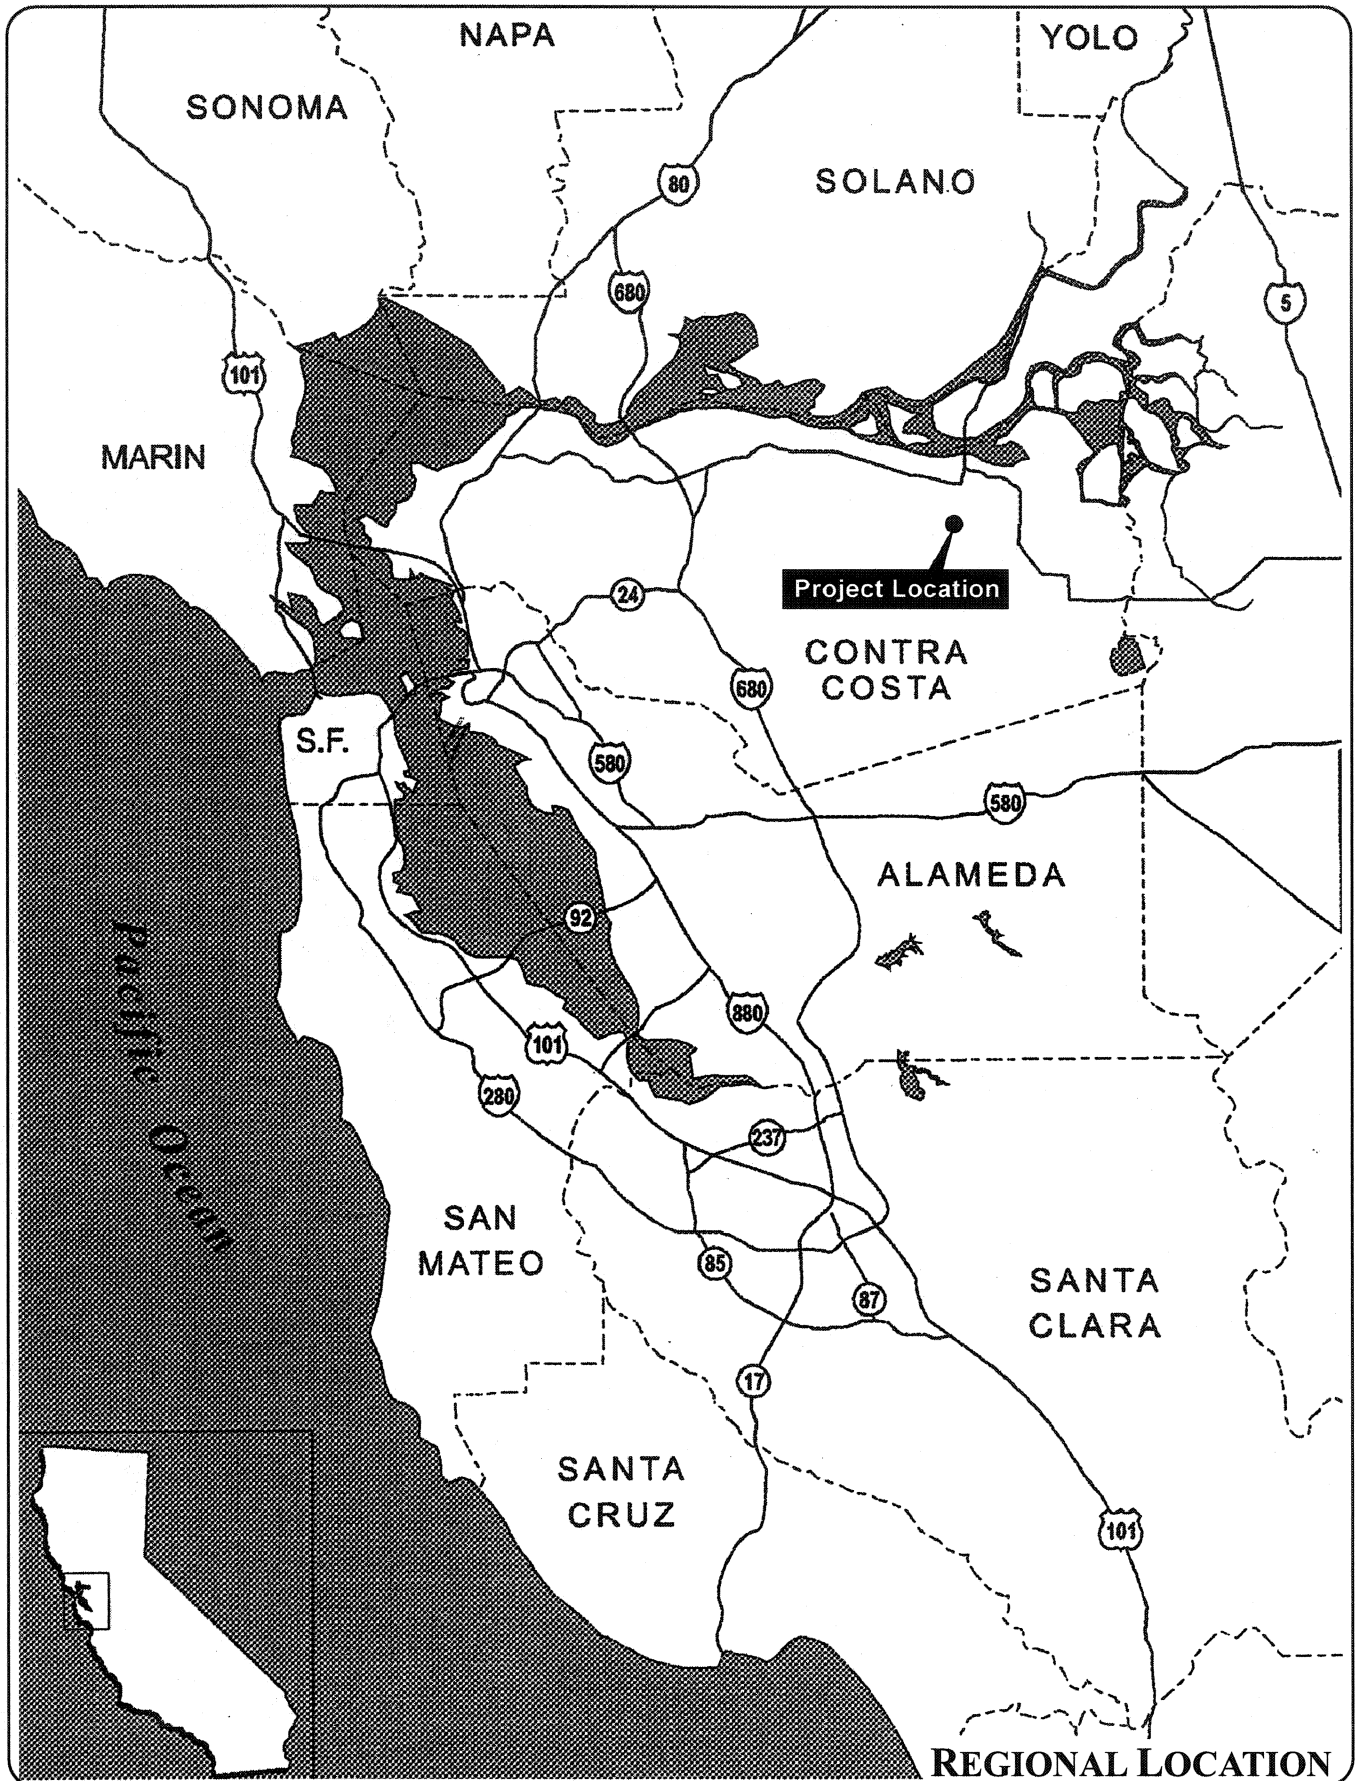 NAPA
YOLO
SONOMA
80
SOLANO
680
5
101
MARIN
Project Location
24
CONTRA
COSTA
680
S.F.
580
580
ALAMEDA
92
Pacific Ocean
880
101
280
237
SAN
MATEO
85
SANTA
CLARA
87
17
SANTA
CRUZ
101
REGIONAL LOCATION